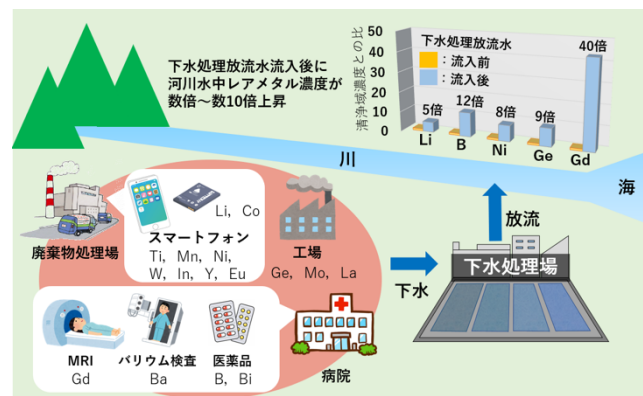 下水処理放流水流入後に
河川水中レアメタル濃度が
数倍～数10倍上昇
清浄域濃度との比
50
40
30
20
10
0
下水処理放流水
：流入前
：流入後
5倍
12倍
8倍
9倍
40倍
Li
B
Ni
Ge
Gd
川
海
廃棄物処理場
Li，Co
スマートフォン
Ti，Mn，Ni，
W，In，Y，Eu
工場
Ge，Mo，La
下水
放流
下水処理場
MRI
Gd
バリウム検査
Ba
医薬品
B，Bi
病院